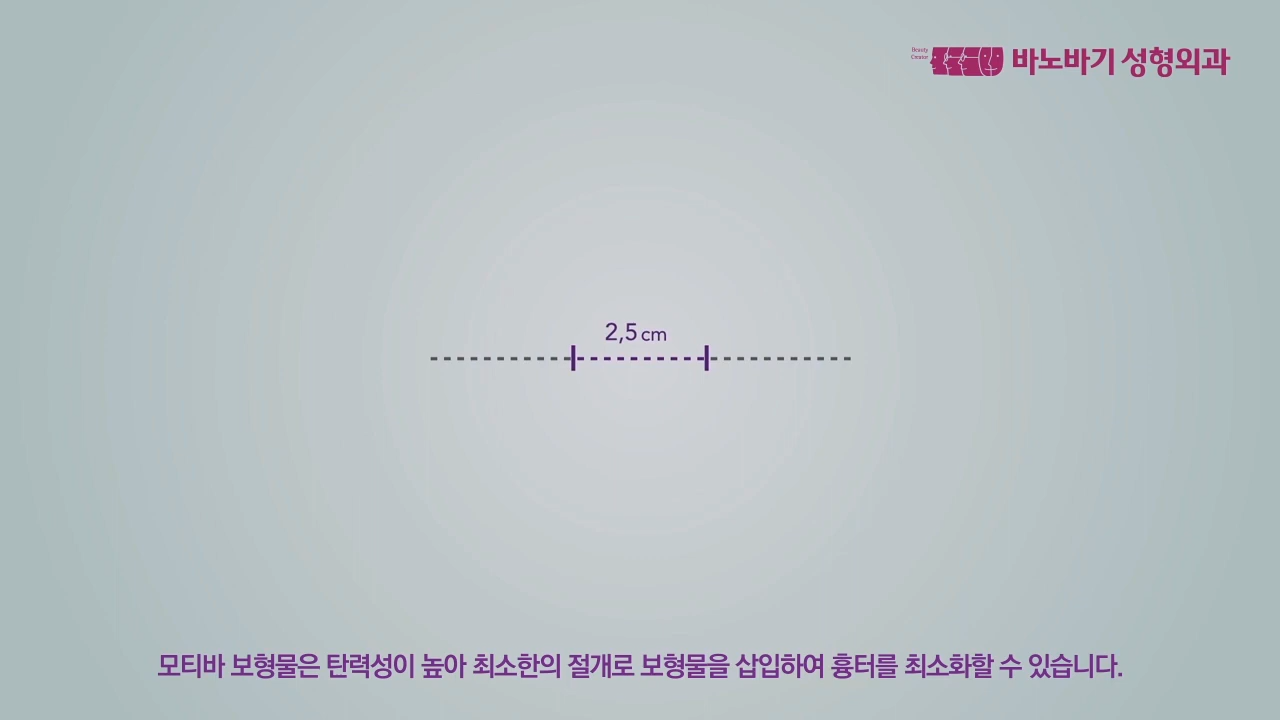 Beauty
Creator
바노바기 성형외과
2,5 cm
모티바 보형물은 탄력성이 높아 최소한의 절개로 보형물을 삽입하여 흉터를 최소화할 수 있습니다.